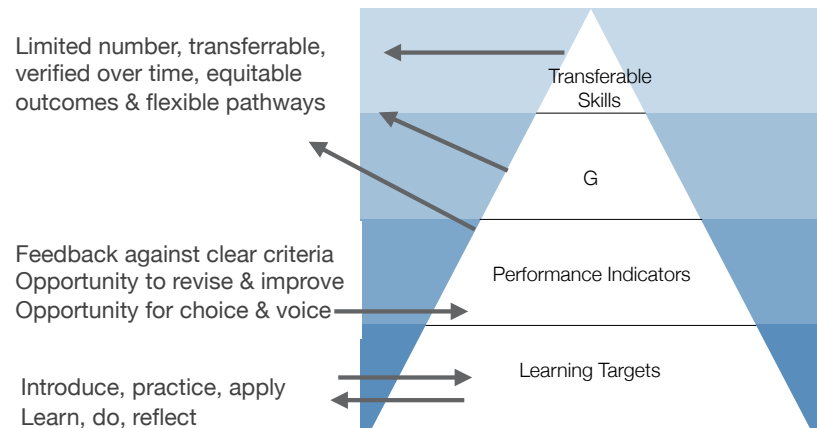 Limited number, transferrable,
verified over time, equitable
outcomes & flexible pathways
Transferable
Skills
G
Feedback against clear criteria
Opportunity to revise & improve
Opportunity for choice & voice
Performance Indicators
Introduce, practice, apply
Learn, do, reflect
Learning Targets